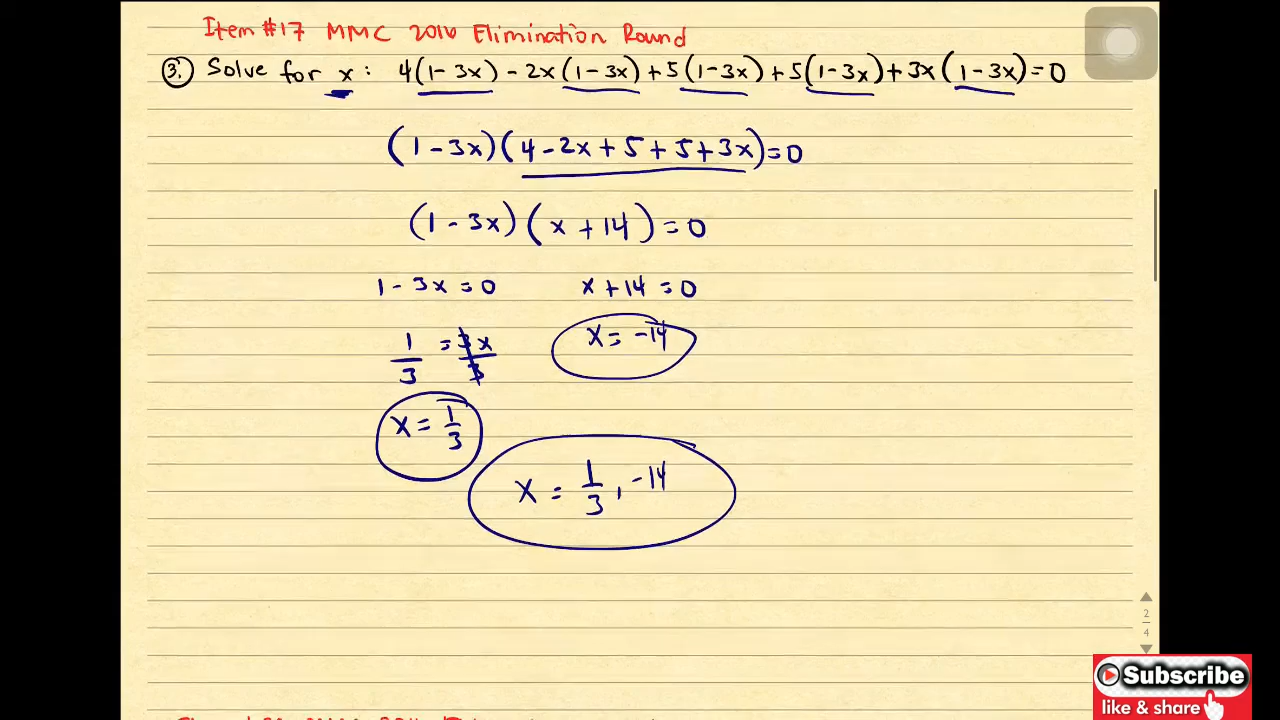 Item #17 MMC 2016 Elimination Round
3. Solve for x: 4(1-3x) - 2x(1-3x) + 5(1-3x) + 5(1-3x) + 3x(1-3x) = 0
(1-3x)(4-2x+5+5+3x) = 0
(1-3x)(x+14) = 0
1-3x=0 x+14=0
1/3 = 3x/3 x = -14
x = 1/3
x = 1/3, -14
2/4
Subscribe
like & share